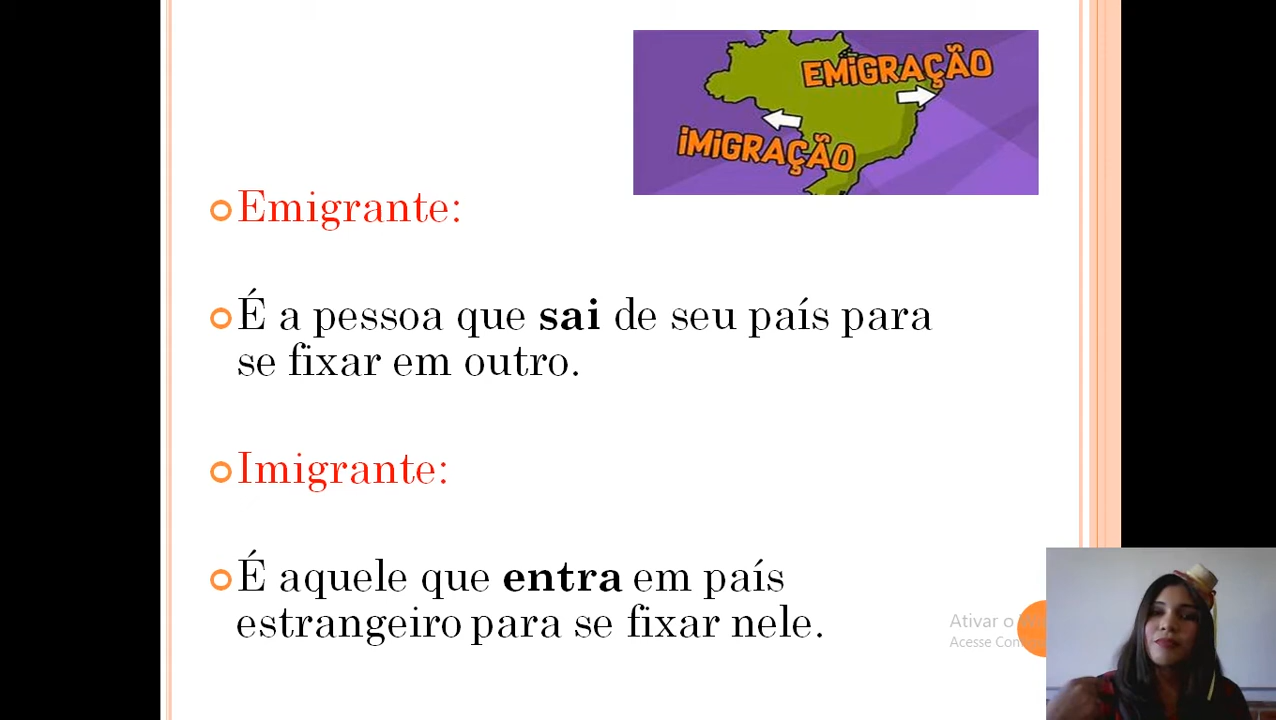 EMiGRAÇÃO
iMiGRAÇÃO
Emigrante:
É a pessoa que sai de seu país para
se fixar em outro.
Imigrante:
É aquele que entra em país
estrangeiro para se fixar nele.
Ativar o
Acesse